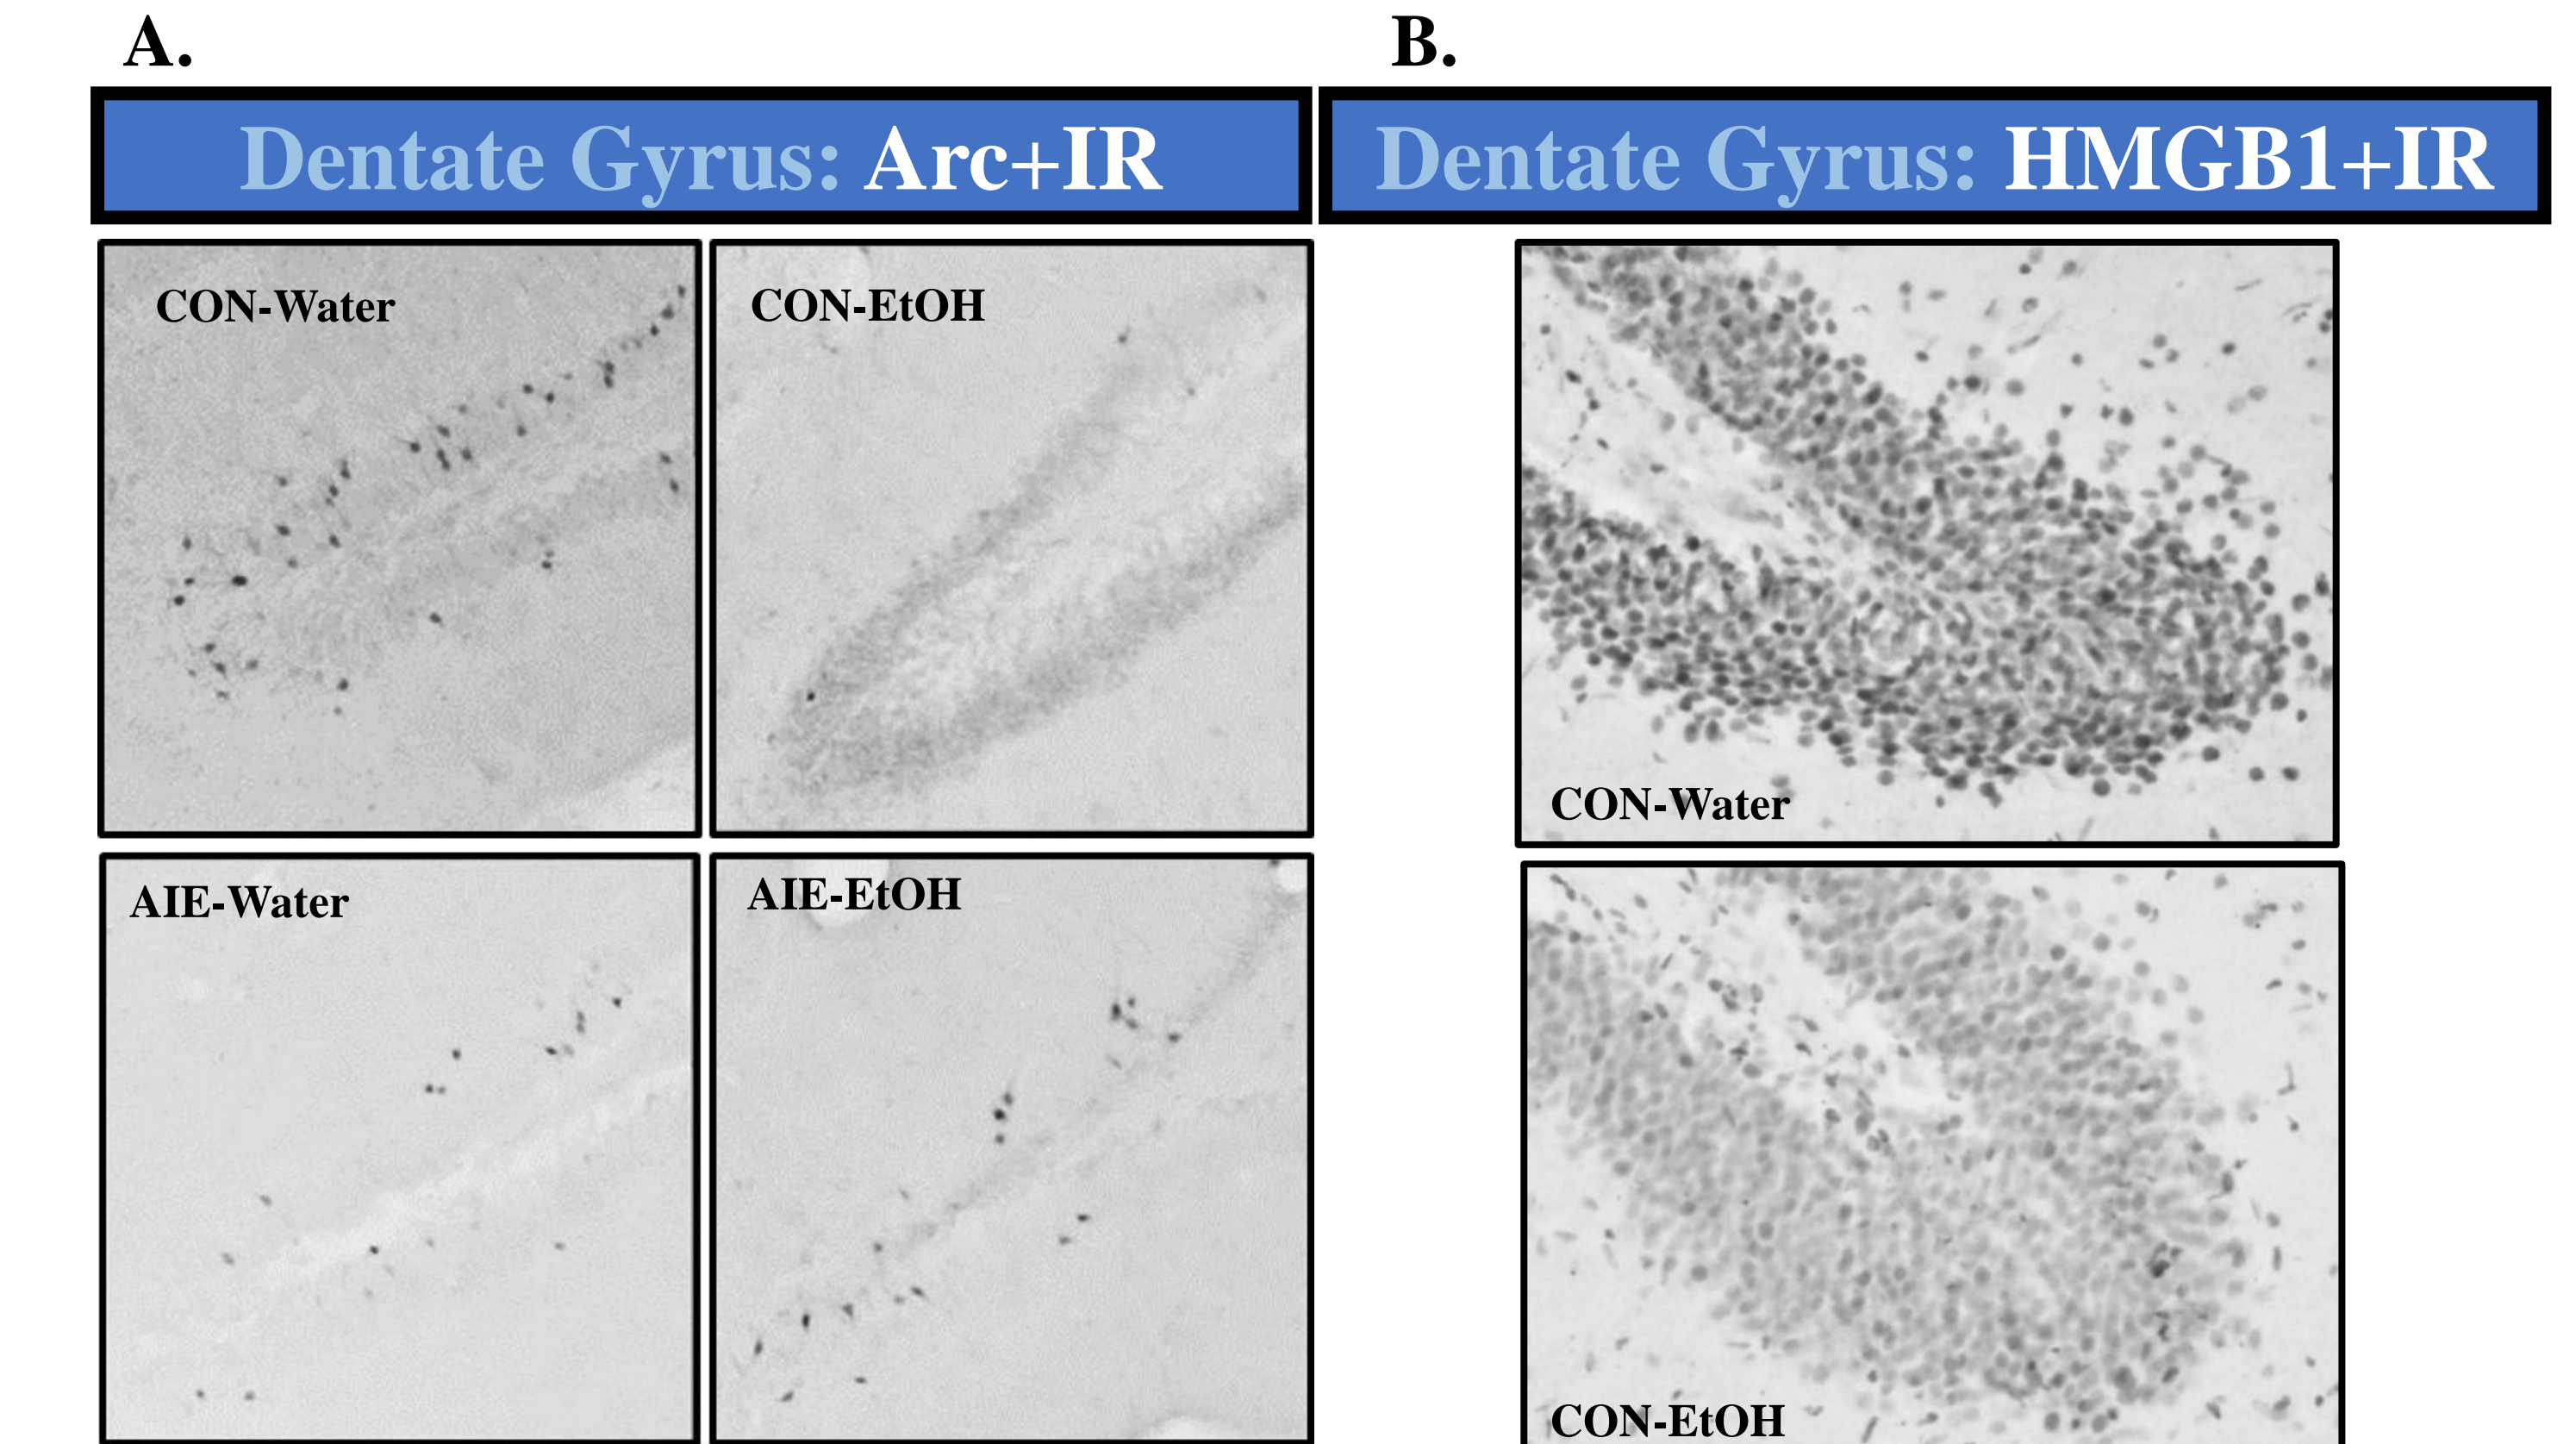 A.
B.
Dentate Gyrus: Arc+IR
Dentate Gyrus: HMGB1+IR
CON-Water
CON-EtOH
CON-Water
AIE-Water
AIE-EtOH
CON-EtOH